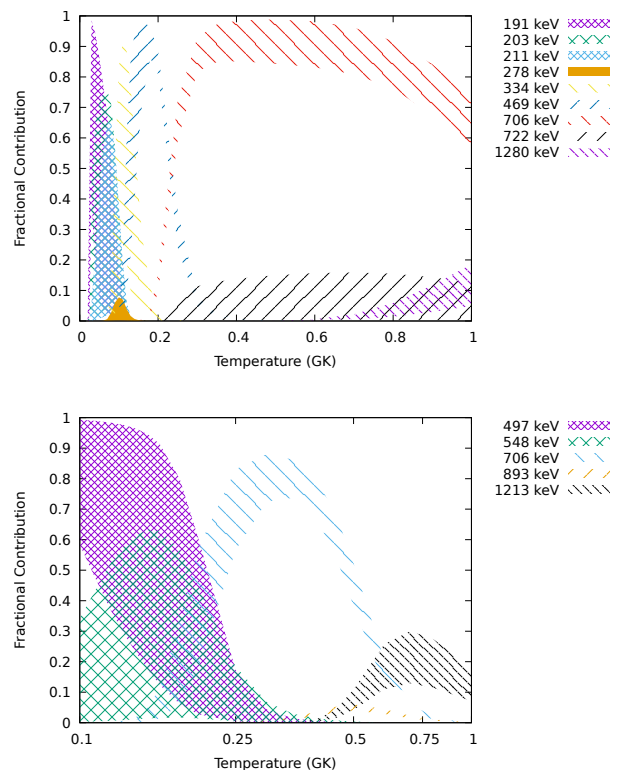 1
0.9
0.8
0.7
0.6
0.5
0.4
0.3
0.2
0.1
0
Fractional Contribution
0 0.2 0.4 0.6 0.8 1
Temperature (GK)
191 keV
203 keV
211 keV
278 keV
334 keV
469 keV
706 keV
722 keV
1280 keV
1
0.9
0.8
0.7
0.6
0.5
0.4
0.3
0.2
0.1
0
Fractional Contribution
0.1 0.25 0.5 0.75 1
Temperature (GK)
497 keV
548 keV
706 keV
893 keV
1213 keV